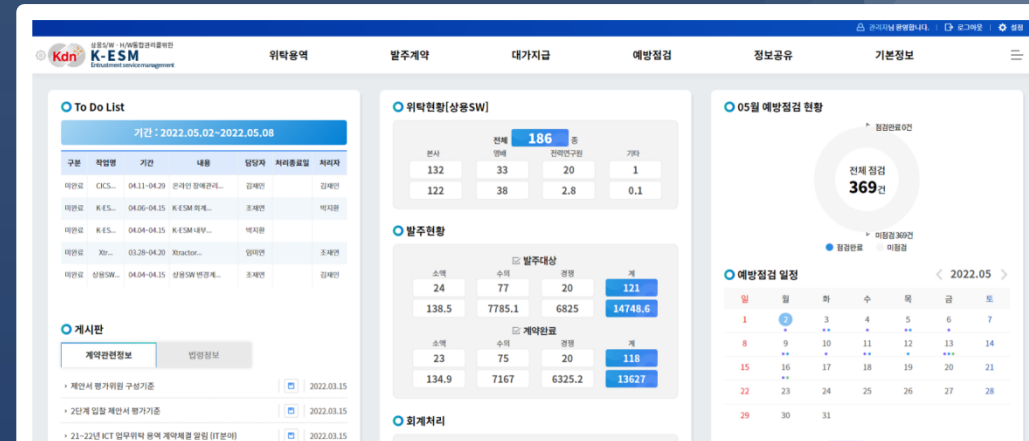 관리자님 환영합니다. 로그아웃 설정
Kdn
상용S/W · H/W통합관리를위한
K-ESM
Entrustment service management
위탁용역 발주계약 대가지급 예방점검 정보공유 기본정보
To Do List
기간 : 2022.05.02~2022.05.08
구분 작업명 기간 내용 담당자 처리종료일 처리자
미완료 CICS... 04.11~04.29 온라인 장애관리... 김재민 김재민
미완료 K-ES... 04.06~04.15 K-ESM 회계... 조재연 박지원
미완료 K-ES... 04.04~04.15 K-ESM 내부... 박지원
미완료 Xtr... 03.28~04.20 Xtractor... 임미연 조재연
미완료 상용SW... 04.04~04.15 상용SW 변경계... 조재연 김재민
게시판
계약관련정보 법령정보
제안서 평가위원 구성기준 2022.03.15
2단계 입찰 제안서 평가기준 2022.03.15
21~22년 ICT 업무위탁 용역 계약체결 알림 (IT분야) 2022.03.15
위탁현황[상용SW]
전체 186 종
본사 영배 전력연구원 기타
132 33 20 1
122 38 2.8 0.1
발주현황
발주대상
소액 수의 경쟁 계
24 77 20 121
138.5 7785.1 6825 14748.6
계약완료
소액 수의 경쟁 계
23 75 20 118
134.9 7167 6325.2 13627
회계처리
05월 예방점검 현황
점검완료 0건
전체 점검
369건
미점검 369건
점검완료 미점검
예방점검 일정 2022.05
일 월 화 수 목 금 토
1 2 3 4 5 6 7
8 9 10 11 12 13 14
15 16 17 18 19 20 21
22 23 24 25 26 27 28
29 30 31